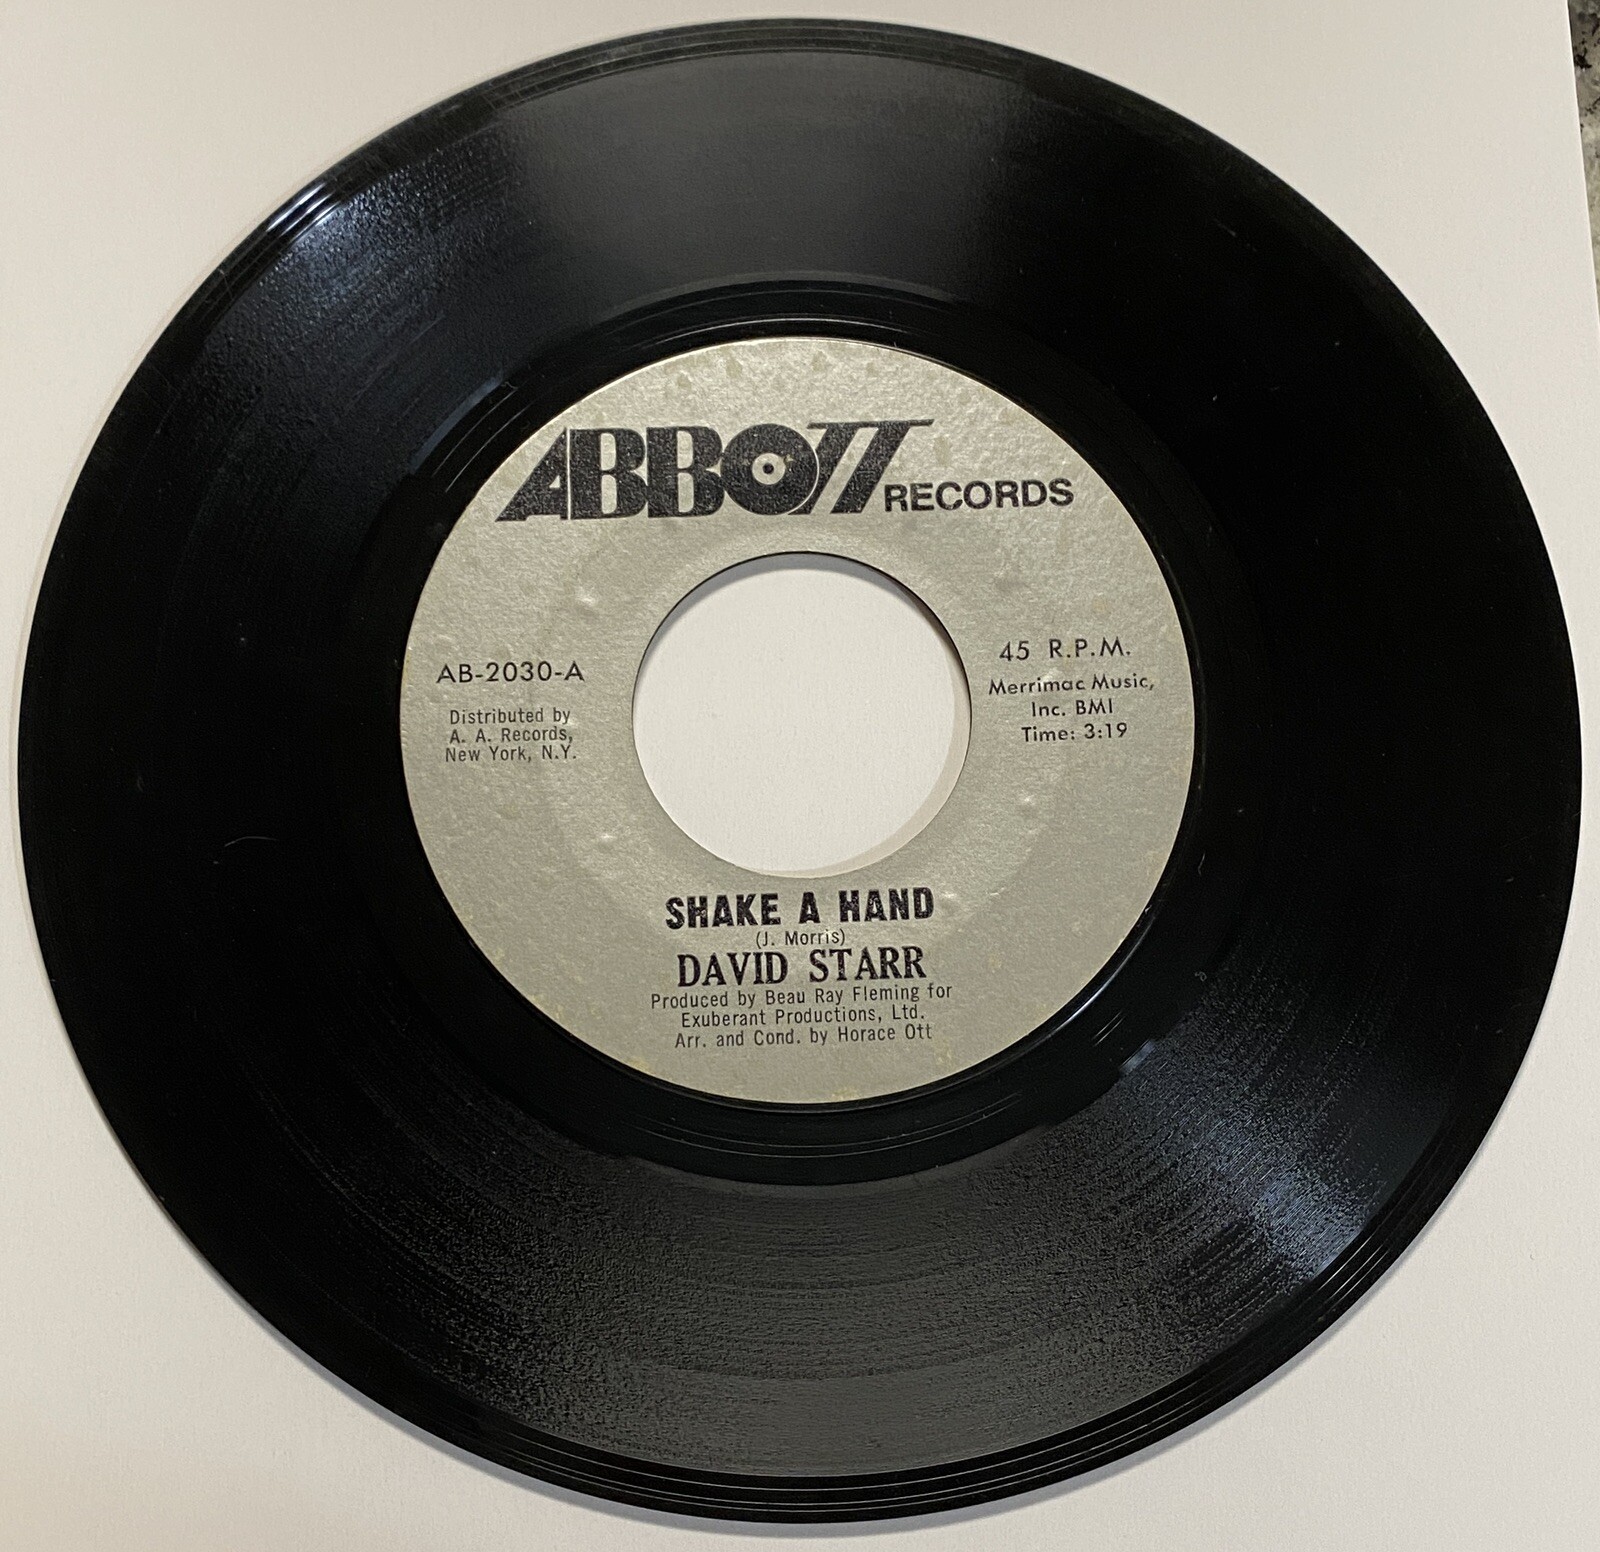 ABBOTT RECORDS
AB-2030-A
Distributed by
A. A. Records,
New York, N.Y.
45 R.P.M.
Merrimac Music,
Inc. BMI
Time: 3:19
SHAKE A HAND
(J. Morris)
DAVID STARR
Produced by Beau Ray Fleming for
Exuberant Productions, Ltd.
Arr. and Cond. by Horace Ott